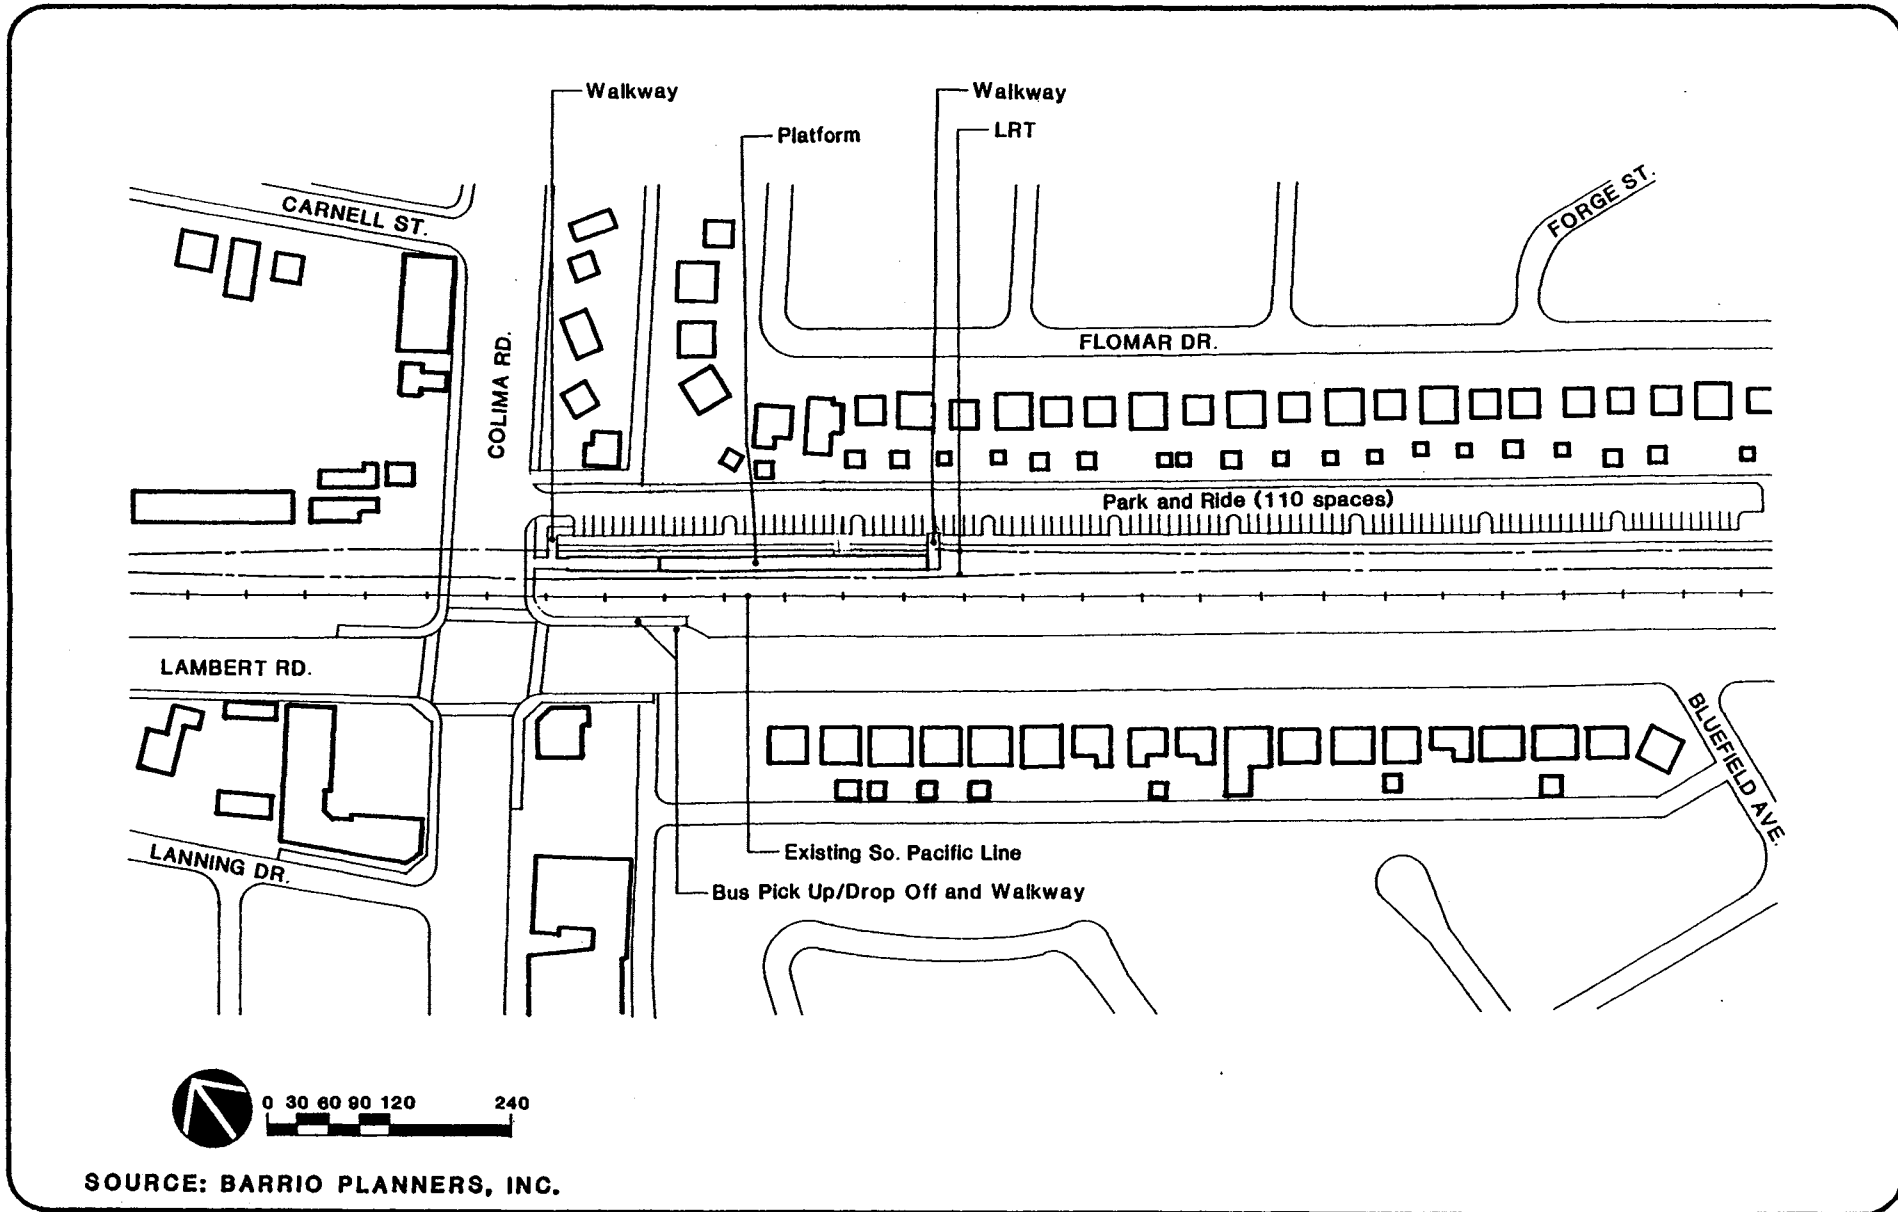 Walkway
Walkway
Platform
LRT
CARNELL ST.
FORGE ST.
COLIMA RD.
FLOMAR DR.
Park and Ride (110 spaces)
LAMBERT RD.
BLUEFIELD AVE.
LANNING DR.
Existing So. Pacific Line
Bus Pick Up/Drop Off and Walkway
0 30 60 90 120 240
SOURCE: BARRIO PLANNERS, INC.